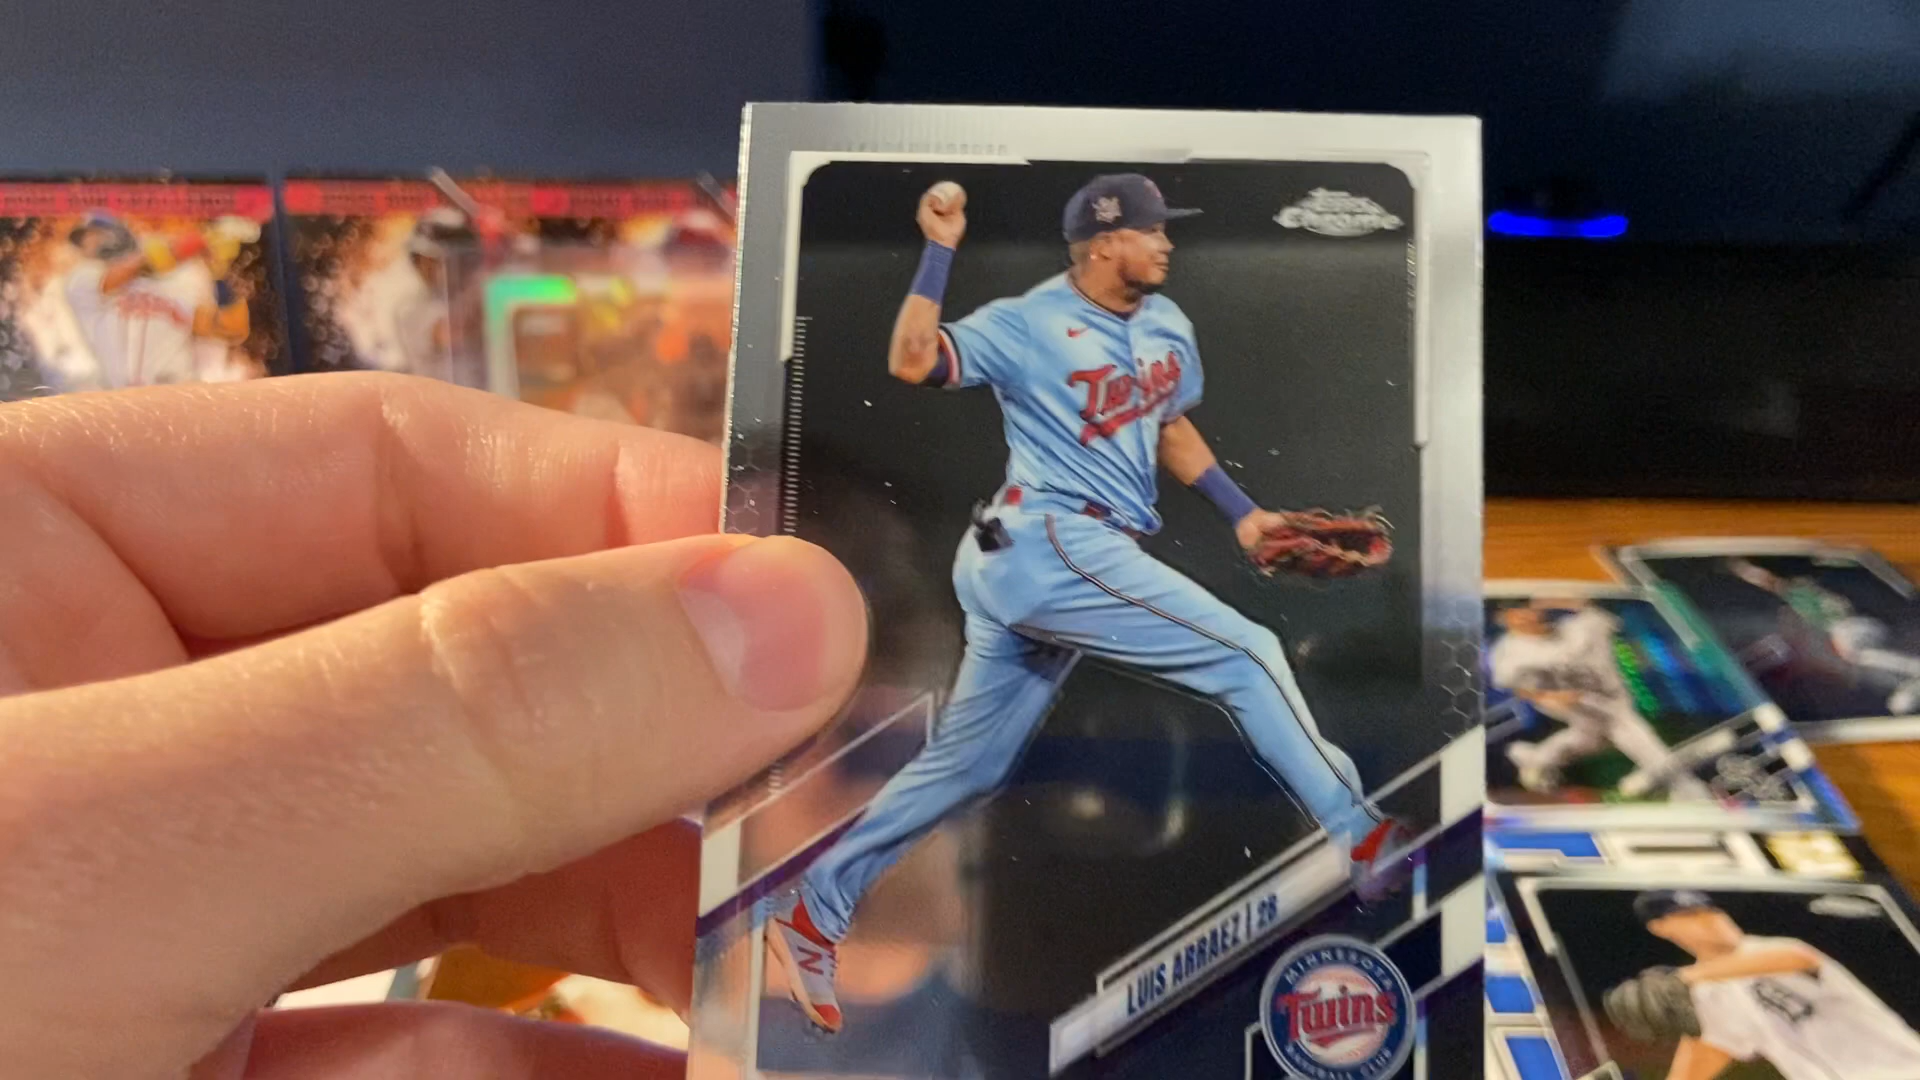 Topps
Chrome
Twins
N
LUIS ARRAEZ | 2B
MINNESOTA
Twins
BASEBALL CLUB